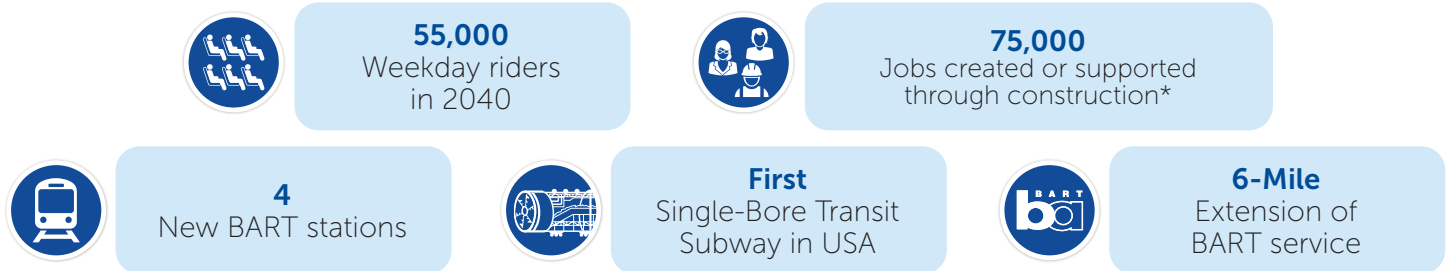 55,000
Weekday riders
in 2040
75,000
Jobs created or supported
through construction*
4
New BART stations
First
Single-Bore Transit
Subway in USA
BART
ba
6-Mile
Extension of
BART service